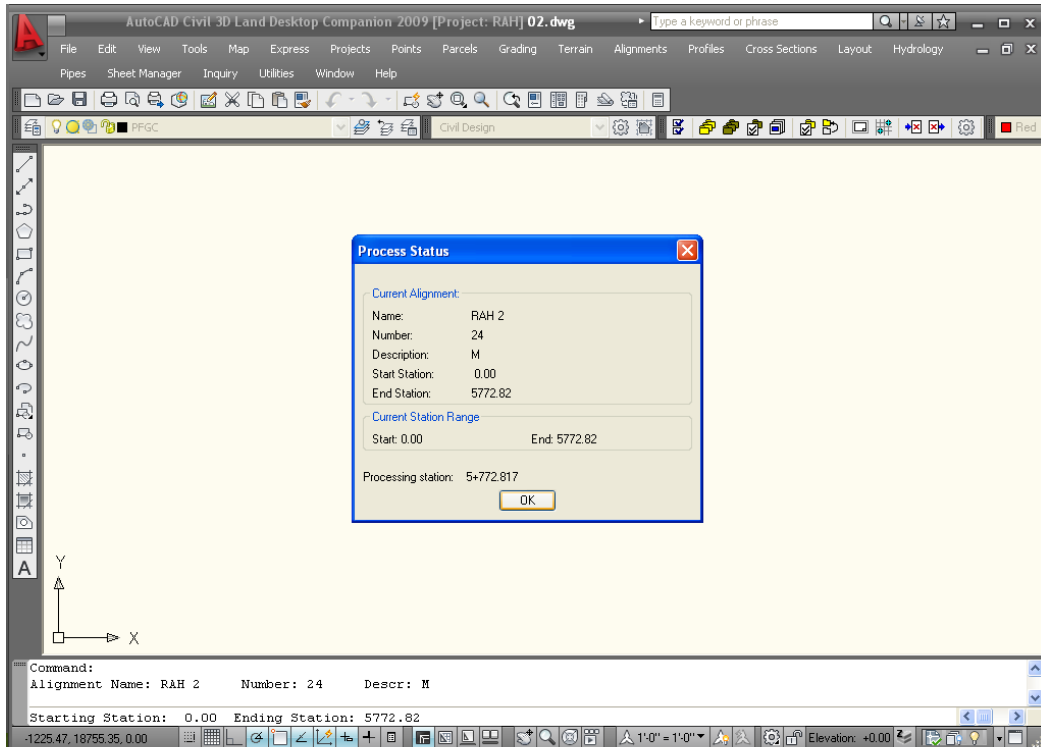 AutoCAD Civil 3D Land Desktop Companion 2009 [Project: RAH] 02.dwg
Type a keyword or phrase
File Edit View Tools Map Express Projects Points Parcels Grading Terrain Alignments Profiles Cross Sections Layout Hydrology
Pipes Sheet Manager Inquiry Utilities Window Help
PFGC Civil Design Red
Process Status
Current Alignment:
Name: RAH 2
Number: 24
Description: M
Start Station: 0.00
End Station: 5772.82
Current Station Range
Start: 0.00 End: 5772.82
Processing station: 5+772.817
OK
A
Y
X
Command:
Alignment Name: RAH 2 Number: 24 Descr: M
Starting Station: 0.00 Ending Station: 5772.82
-1225.47, 18755.35, 0.00 1'-0" = 1'-0" Elevation: +0.00